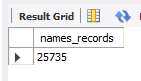 Result Grid
names_records
25735